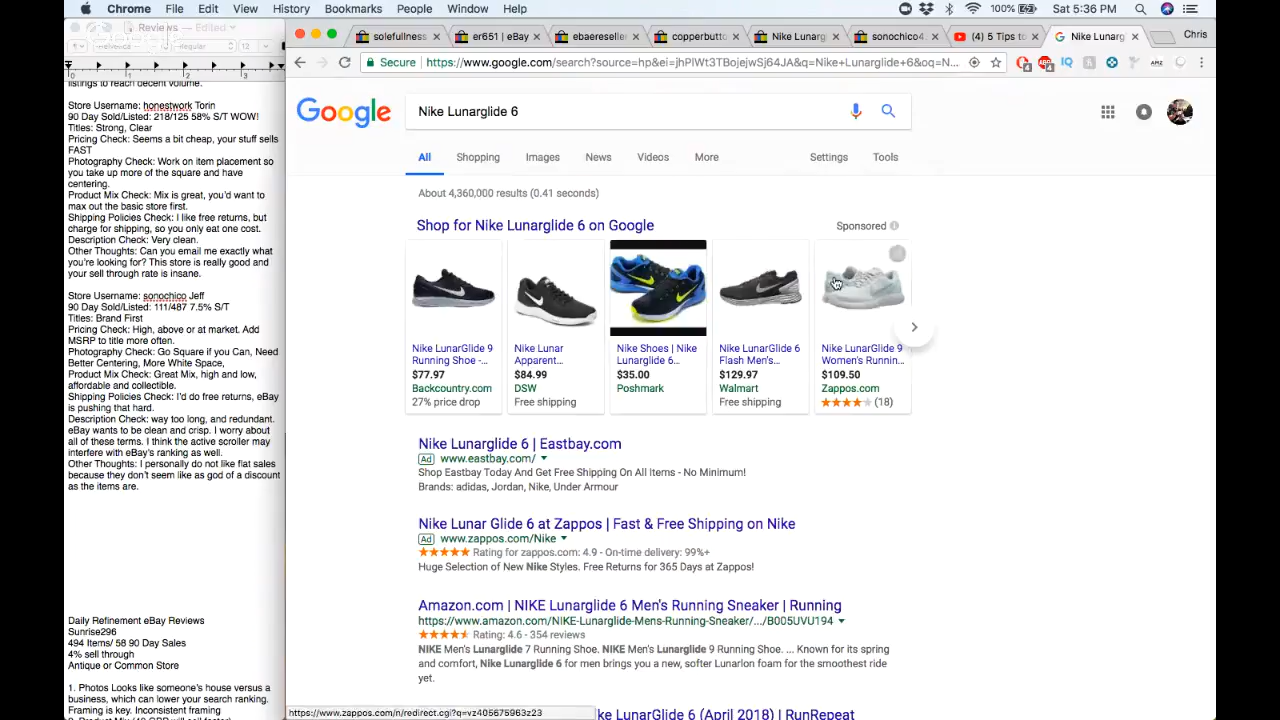 Chrome File Edit View History Bookmarks People Window Help 100% Sat 5:36 PM
Reviews — Edited
Helvetica Regular 12
0 1 2 3
listings to reach decent volume.
Store Username: honestwork Torin
90 Day Sold/Listed: 218/125 58% S/T WOW!
Titles: Strong, Clear
Pricing Check: Seems a bit cheap, your stuff sells
FAST
Photography Check: Work on item placement so
you take up more of the square and have
centering.
Product Mix Check: Mix is great, you'd want to
max out the basic store first.
Shipping Policies Check: I like free returns, but
charge for shipping, so you only eat one cost.
Description Check: Very clean.
Other Thoughts: Can you email me exactly what
you're looking for? This store is really good and
your sell through rate is insane.
Store Username: sonochico Jeff
90 Day Sold/Listed: 111/487 7.5% S/T
Titles: Brand First
Pricing Check: High, above or at market. Add
MSRP to title more often.
Photography Check: Go Square if you Can, Need
Better Centering, More White Space,
Product Mix Check: Great Mix, high and low,
affordable and collectible.
Shipping Policies Check: I'd do free returns, eBay
is pushing that hard.
Description Check: way too long, and redundant.
eBay wants to be clean and crisp. I worry about
all of these terms. I think the active scroller may
interfere with eBay's ranking as well.
Other Thoughts: I personally do not like flat sales
because they don't seem like as god of a discount
as the items are.
Daily Refinement eBay Reviews
Sunrise296
494 Items/ 58 90 Day Sales
4% sell through
Antique or Common Store
1. Photos Looks like someone's house versus a
business, which can lower your search ranking.
Framing is key. Inconsistent framing
solefullness er651 | eBay ebaereseller copperbutto Nike Lung sonochico4 (4) 5 Tips to Nike Lunarg Chris
Secure https://www.google.com/search?source=hp&ei=jhPIWt3TBojejwSj64JA&q=Nike+Lunarglide+6&oq=N...
Google Nike Lunarglide 6
All Shopping Images News Videos More Settings Tools
About 4,360,000 results (0.41 seconds)
Shop for Nike Lunarglide 6 on Google Sponsored
Nike LunarGlide 9 Nike Lunar Nike Shoes | Nike Nike LunarGlide 6 Nike LunarGlide 9
Running Shoe -... Apparent... Lunarglide 6... Flash Men's... Women's Runnin...
$77.97 $84.99 $35.00 $129.97 $109.50
Backcountry.com DSW Poshmark Walmart Zappos.com
27% price drop Free shipping Free shipping (18)
Nike Lunarglide 6 | Eastbay.com
Ad www.eastbay.com/
Shop Eastbay Today And Get Free Shipping On All Items - No Minimum!
Brands: adidas, Jordan, Nike, Under Armour
Nike Lunar Glide 6 at Zappos | Fast & Free Shipping on Nike
Ad www.zappos.com/Nike
Rating for zappos.com: 4.9 - On-time delivery: 99%+
Huge Selection of New Nike Styles. Free Returns for 365 Days at Zappos!
Amazon.com | NIKE Lunarglide 6 Men's Running Sneaker | Running
https://www.amazon.com/NIKE-Lunarglide-Mens-Running-Sneaker/.../B005UVU194
Rating: 4.6 - 354 reviews
NIKE Men's Lunarglide 7 Running Shoe. NIKE Men's Lunarglide 9 Running Shoe. ... Known for its spring
and comfort, Nike Lunarglide 6 for men brings you a new, softer Lunarlon foam for the smoothest ride
yet.
https://www.zappos.com/n/redirect.cgi?q=vz405675963z23
ke Lunarglide 6 (April 2018) | RunRepeat